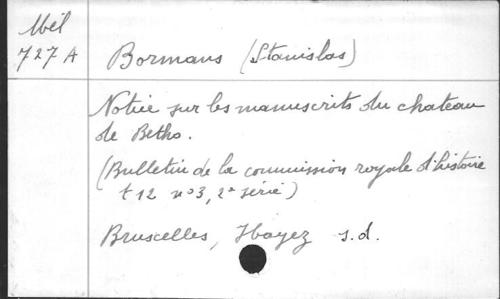 Mél
727 A
Bormans (Stanislas)
Notice sur les manuscrits du chateau
de Betho.
(Bulletin de la commission royale d'histoire
t 12 n° 3, 2e série)
Bruxelles, Hayez s.d.